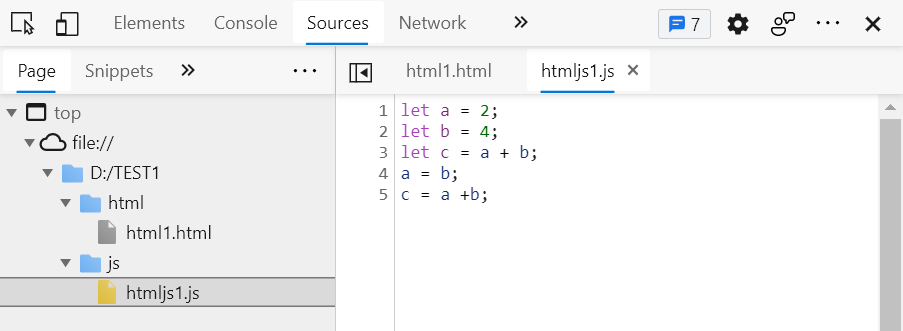 Elements Console Sources Network » 7 ··· ×
Page Snippets » ··· html1.html htmljs1.js ×
top
file://
D:/TEST1
html
html1.html
js
htmljs1.js
1 let a = 2;
2 let b = 4;
3 let c = a + b;
4 a = b;
5 c = a +b;